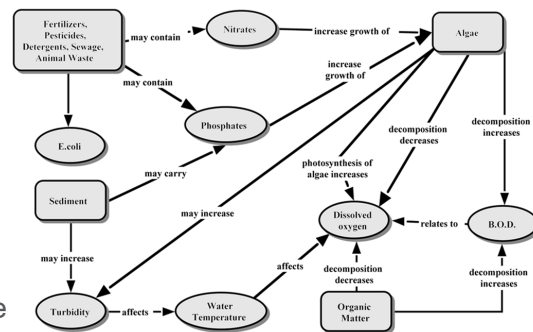 Fertilizers,
Pesticides,
Detergents, Sewage,
Animal Waste
may contain
Nitrates
increase growth of
Algae
may contain
increase
growth of
Phosphates
E.coli
decomposition
decreases
decomposition
increases
may carry
photosynthesis of
algae increases
Sediment
may increase
Dissolved
oxygen
relates to
B.O.D.
may increase
affects
decomposition
decreases
decomposition
increases
Turbidity
affects
Water
Temperature
Organic
Matter
e